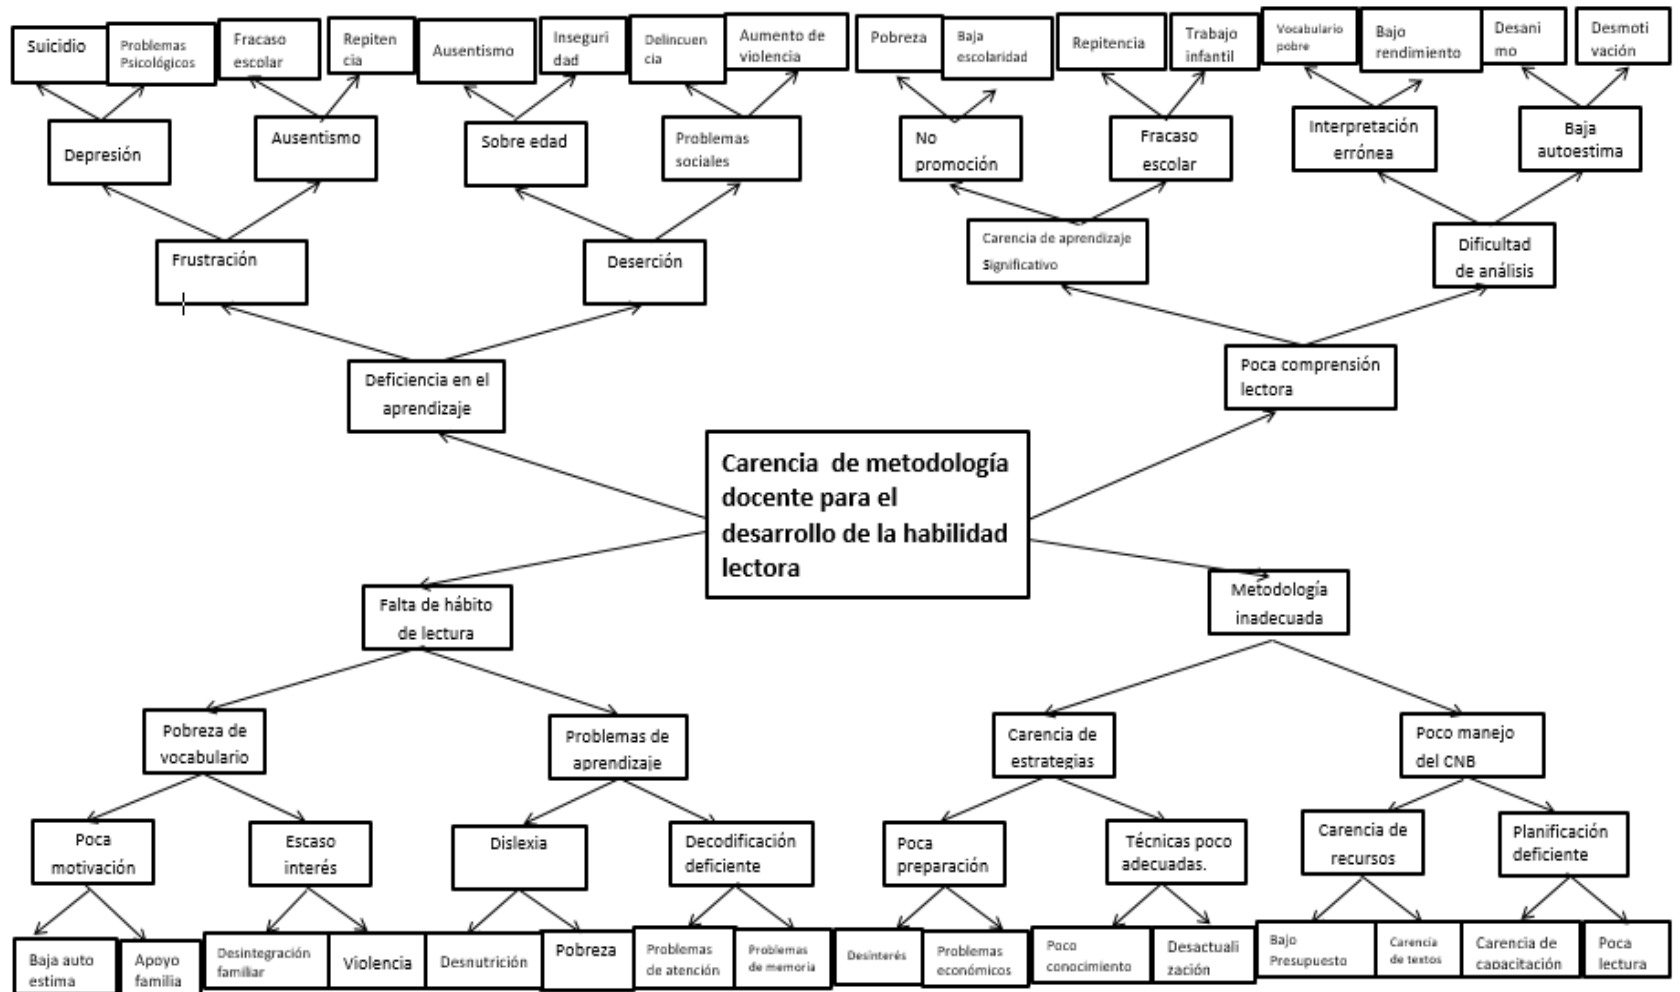 Suicidio
Problemas
Psicológicos
Fracaso
escolar
Repiten
cia
Ausentismo
Inseguri
dad
Delincuen
cia
Aumento de
violencia
Pobreza
Baja
escolaridad
Repitencia
Trabajo
infantil
Vocabulario
pobre
Bajo
rendimiento
Desani
mo
Desmoti
vación
Depresión
Ausentismo
Sobre edad
Problemas
sociales
No
promoción
Fracaso
escolar
Interpretación
errónea
Baja
autoestima
Frustración
Deserción
Carencia de aprendizaje
Significativo
Dificultad
de análisis
Deficiencia en el
aprendizaje
Poca comprensión
lectora
Carencia de metodología
docente para el
desarrollo de la habilidad
lectora
Falta de hábito
de lectura
Metodología
inadecuada
Pobreza de
vocabulario
Problemas de
aprendizaje
Carencia de
estrategias
Poco manejo
del CNB
Poca
motivación
Escaso
interés
Dislexia
Decodificación
deficiente
Poca
preparación
Técnicas poco
adecuadas.
Carencia de
recursos
Planificación
deficiente
Baja auto
estima
Apoyo
familia
Desintegración
familiar
Violencia
Desnutrición
Pobreza
Problemas
de atención
Problemas
de memoria
Desinterés
Problemas
económicos
Poco
conocimiento
Desactuali
zación
Bajo
Presupuesto
Carencia
de textos
Carencia de
capacitación
Poca
lectura